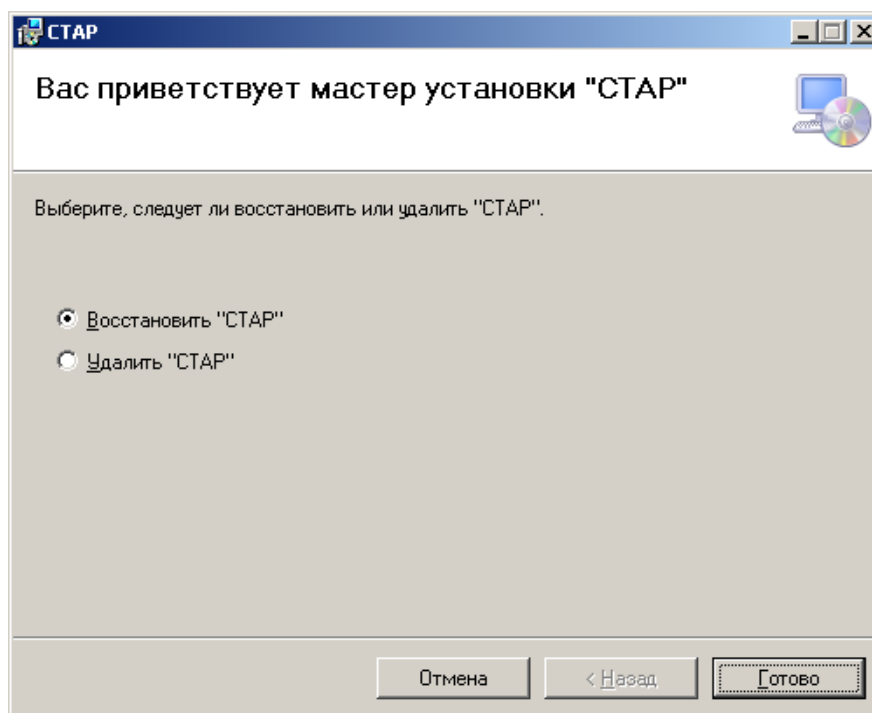 СТАР
Вас приветствует мастер установки "СТАР"
Выберите, следует ли восстановить или удалить "СТАР".
Восстановить "СТАР"
Удалить "СТАР"
Отмена
< Назад
Готово